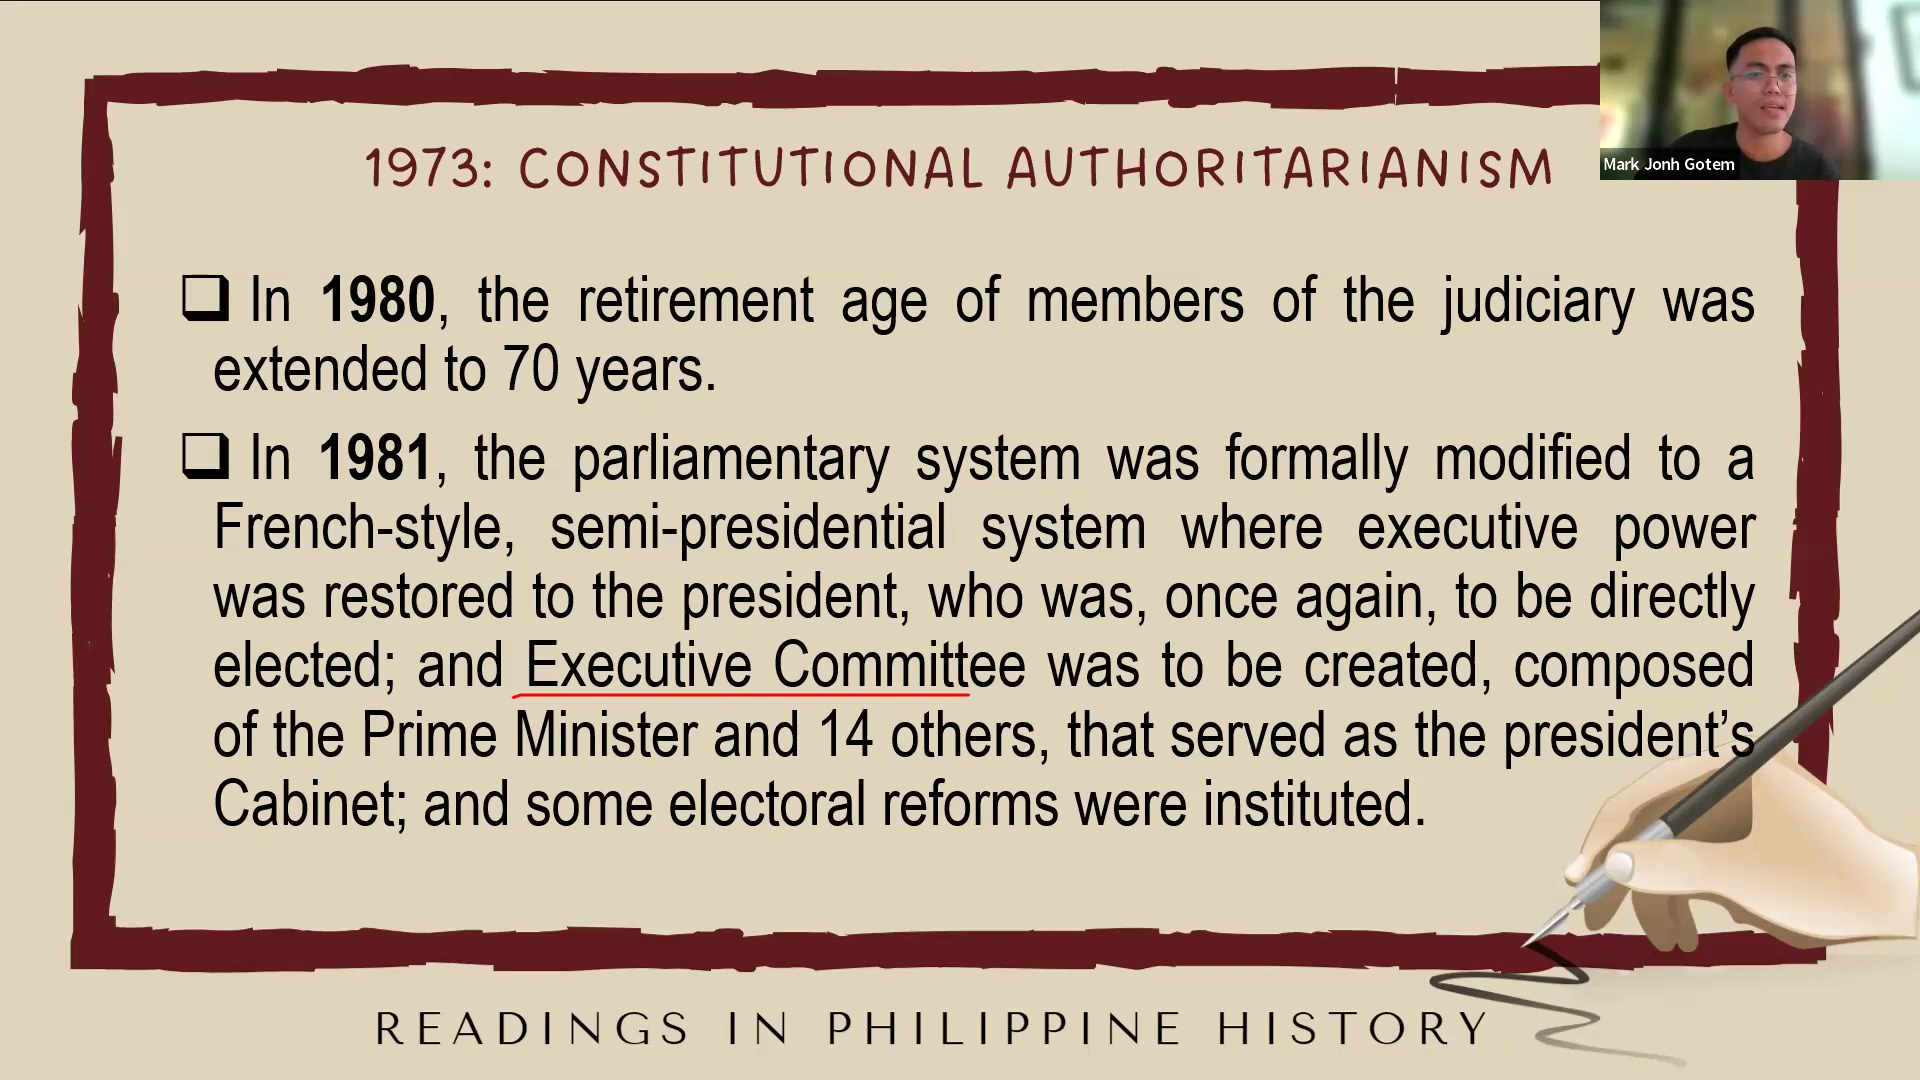 1973: CONSTITUTIONAL AUTHORITARIANISM
Mark Jonh Gotem
In 1980, the retirement age of members of the judiciary was
extended to 70 years.
In 1981, the parliamentary system was formally modified to a
French-style, semi-presidential system where executive power
was restored to the president, who was, once again, to be directly
elected; and Executive Committee was to be created, composed
of the Prime Minister and 14 others, that served as the president’s
Cabinet; and some electoral reforms were instituted.
READINGS IN PHILIPPINE HISTORY